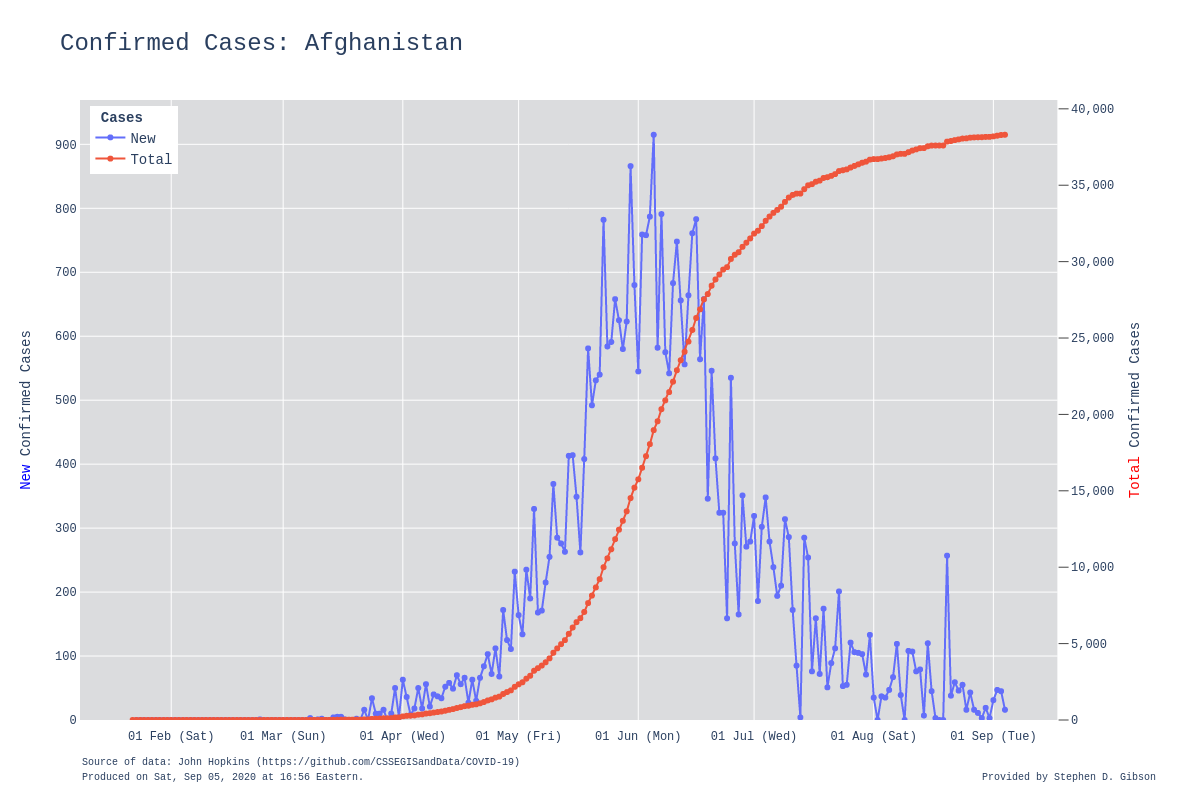 Confirmed Cases: Afghanistan
Cases
New
Total
900
800
700
600
500
400
300
200
100
0
New Confirmed Cases
40,000
35,000
30,000
25,000
20,000
15,000
10,000
5,000
0
Total Confirmed Cases
01 Feb (Sat) 01 Mar (Sun) 01 Apr (Wed) 01 May (Fri) 01 Jun (Mon) 01 Jul (Wed) 01 Aug (Sat) 01 Sep (Tue)
Source of data: John Hopkins (https://github.com/CSSEGISandData/COVID-19)
Produced on Sat, Sep 05, 2020 at 16:56 Eastern.
Provided by Stephen D. Gibson